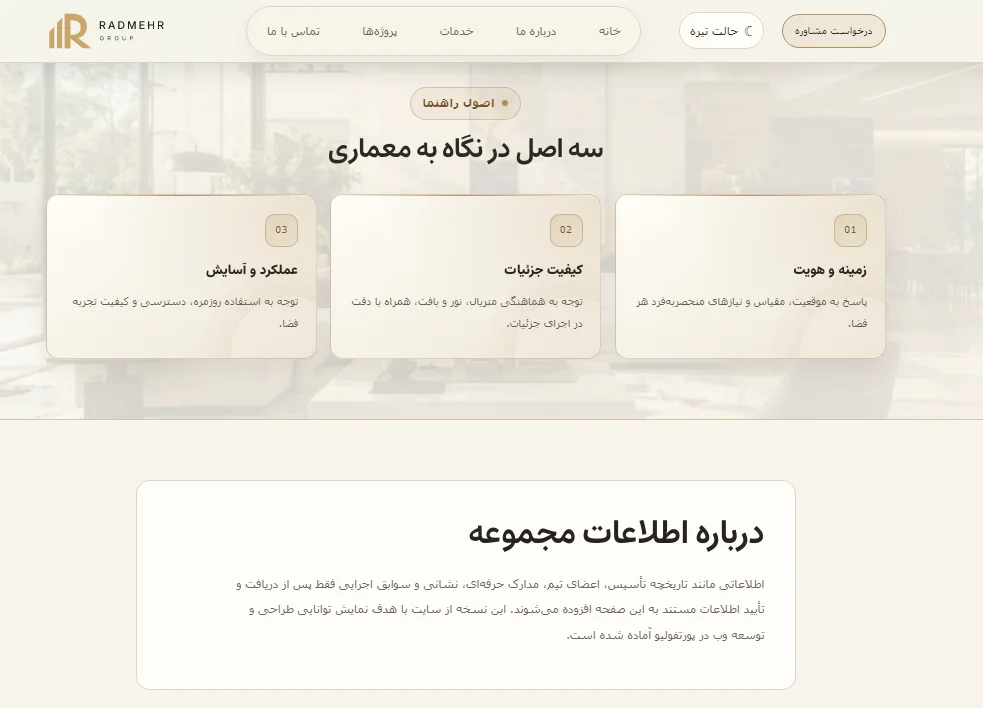 درخواست مشاوره
حالت تیره
خانه
درباره ما
خدمات
پروژه‌ها
تماس با ما
RADMEHR
GROUP
اصول راهنما
سه اصل در نگاه به معماری
01
زمینه و هویت
پاسخ به موقعیت، مقیاس و نیازهای منحصربه‌فرد هر
فضا.
02
کیفیت جزئیات
توجه به هماهنگی متریال، نور و بافت، همراه با دقت
در اجرای جزئیات.
03
عملکرد و آسایش
توجه به استفاده روزمره، دسترسی و کیفیت تجربه
فضا.
درباره اطلاعات مجموعه
اطلاعاتی مانند تاریخچه تأسیس، اعضای تیم، مدارک حرفه‌ای، نشانی و سوابق اجرایی فقط پس از دریافت و
تأیید اطلاعات مستند به این صفحه افزوده می‌شوند. این نسخه از سایت با هدف نمایش توانایی طراحی و
توسعه وب در پورتفولیو آماده شده است.